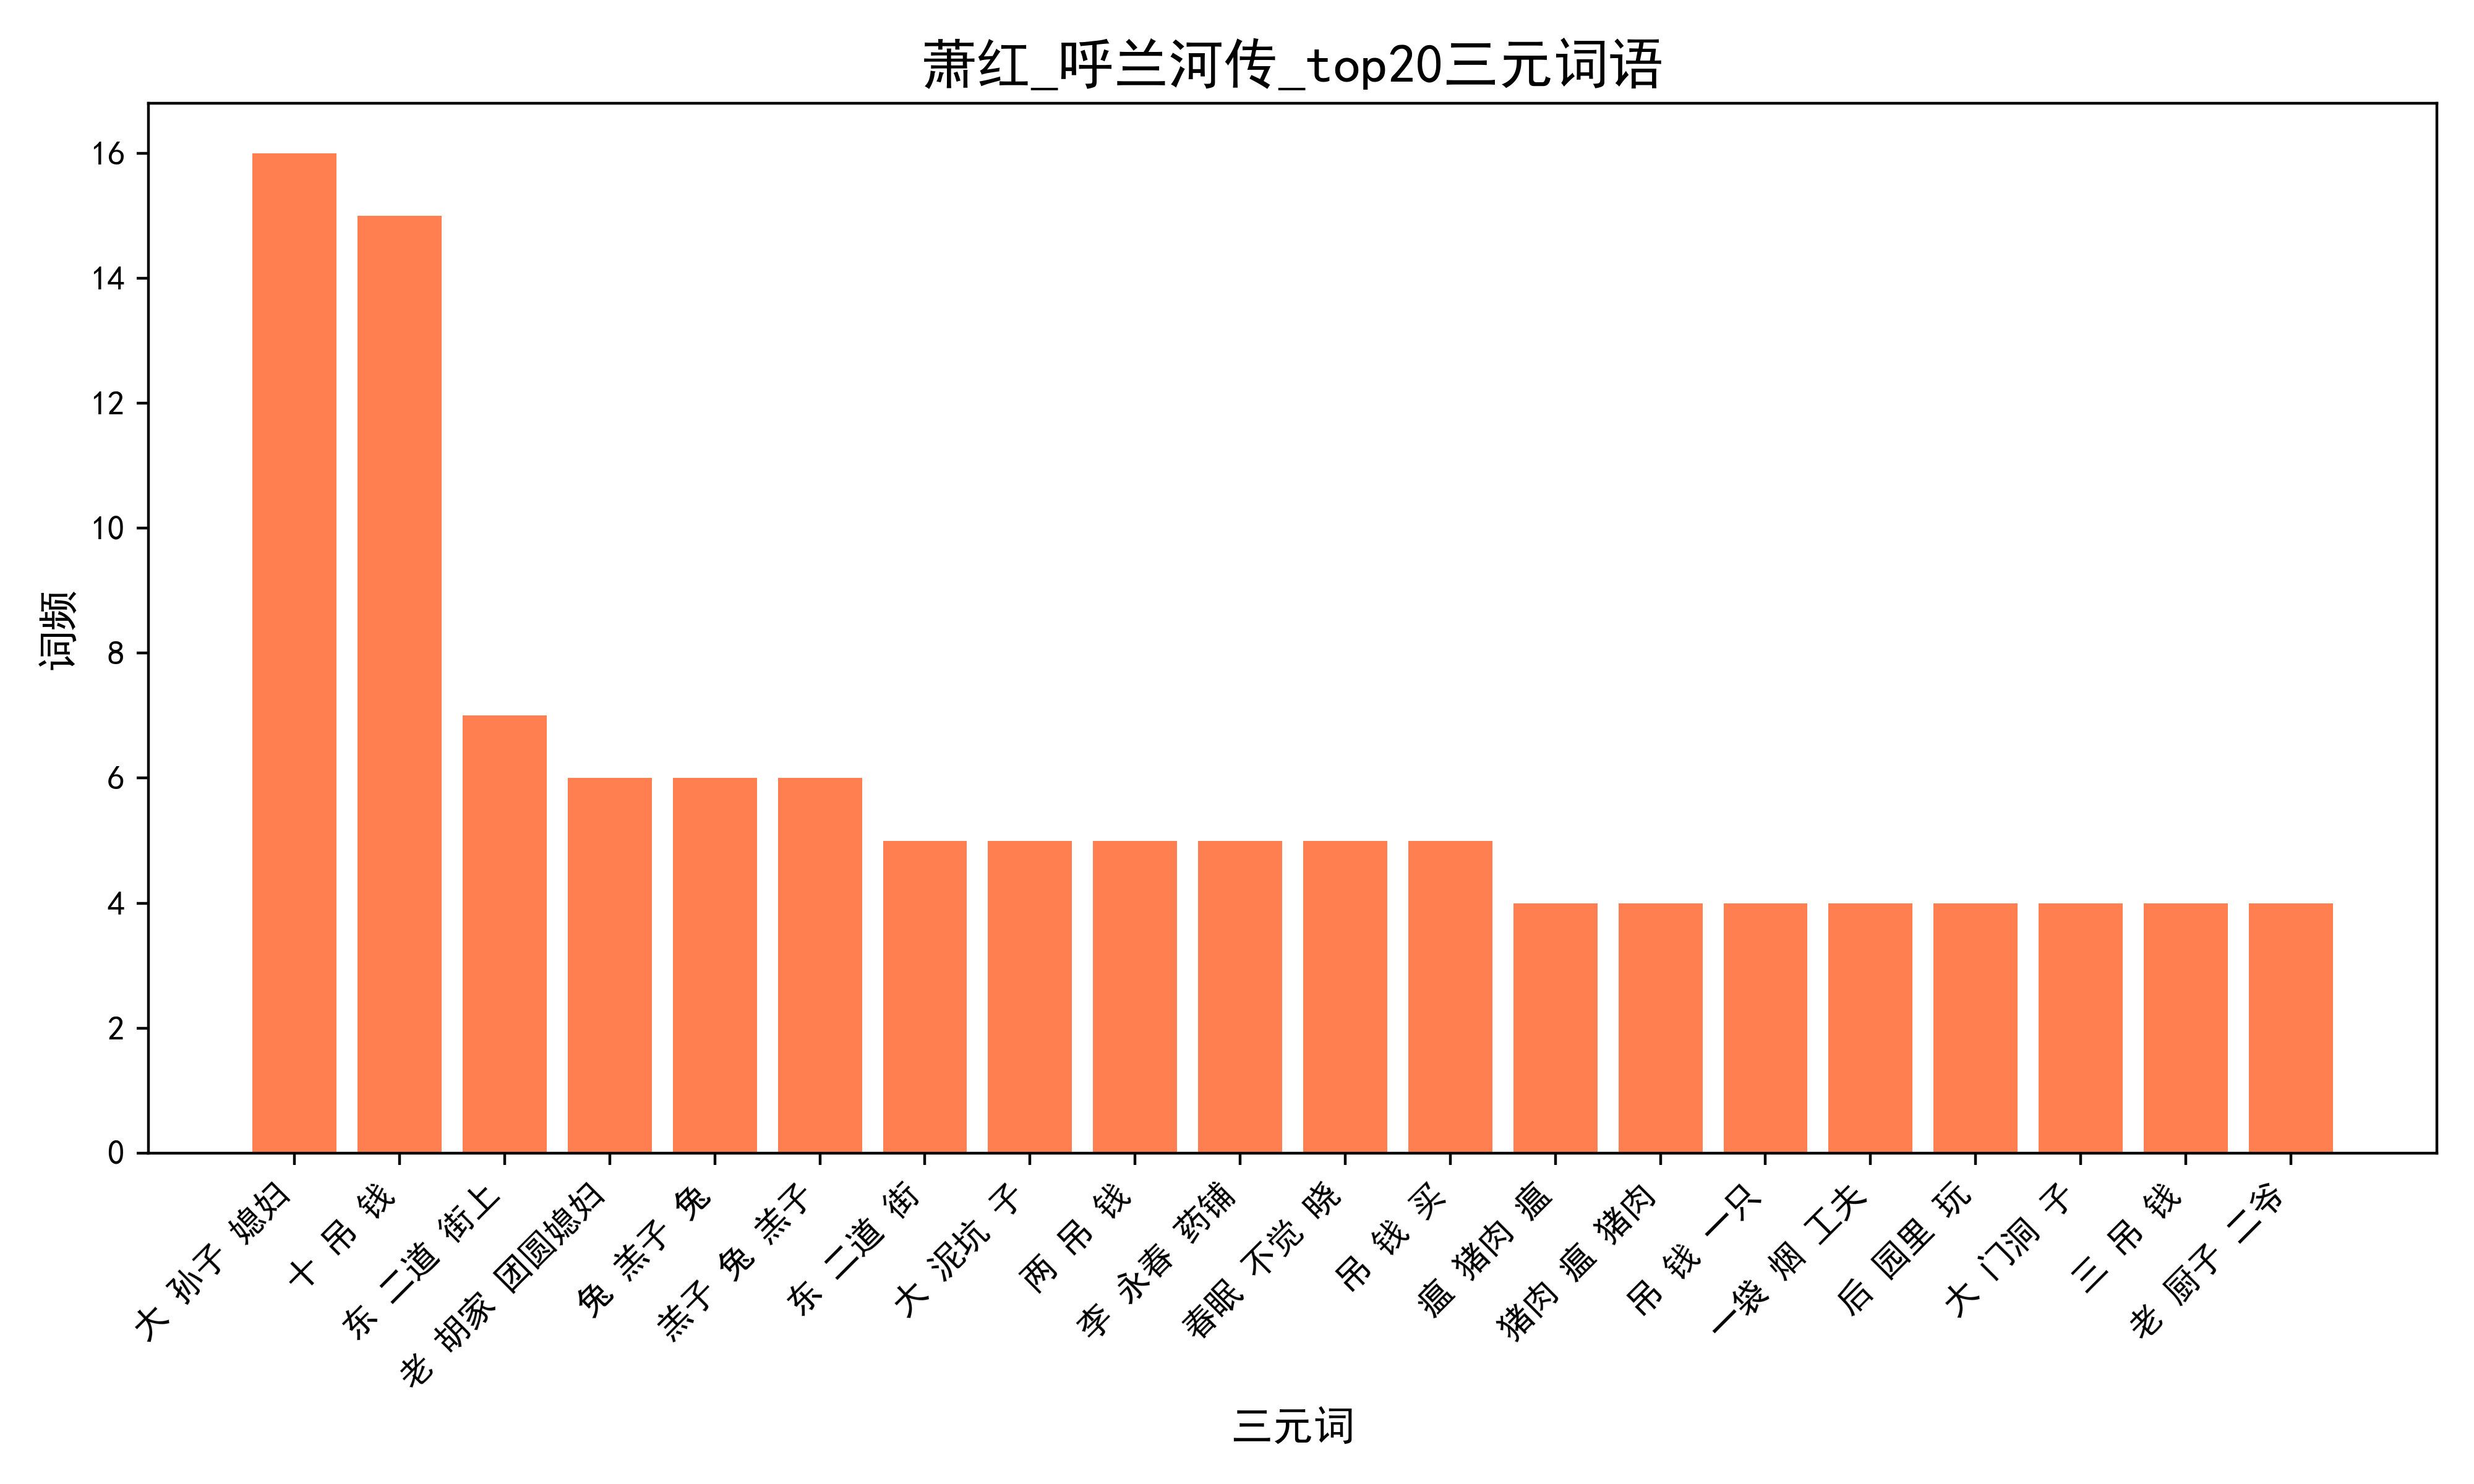 萧红_呼兰河传_top20三元词语
词频
16
14
12
10
8
6
4
2
0
大 孙子 媳妇
十 吊 钱
东 二道 街上
老 胡家 团圆媳妇
兔 羔子 兔
羔子 兔 羔子
东 二道 街
大 泥坑 子
两 吊 钱
李 永春 药铺
春眠 不觉 晓
吊 钱 买
瘟 猪肉 瘟
猪肉 瘟 猪肉
吊 钱 一只
一袋 烟 工夫
后 园里 玩
大 门洞 子
三 吊 钱
老 厨子 二爷
三元词